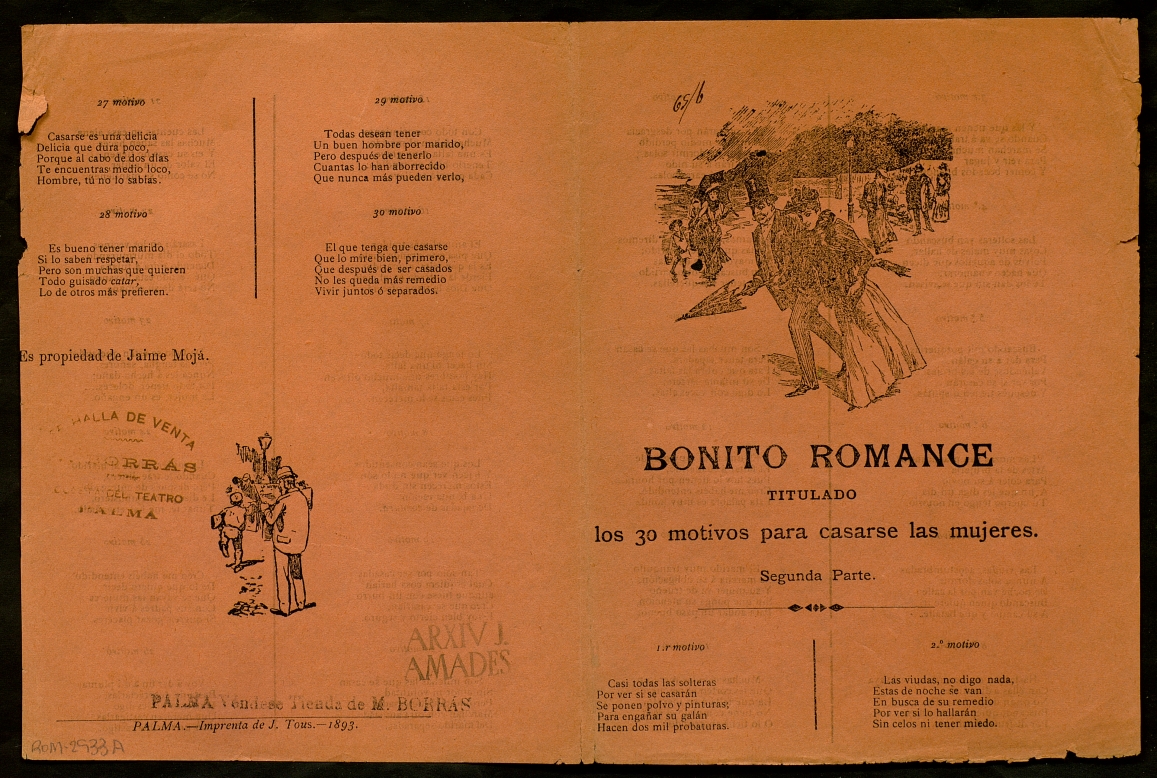 27 motivo
Casarse es una delicia
Delicia que dura poco,
Porque al cabo de dos días
Te encuentras medio loco,
Hombre, tú no lo sabías.
28 motivo
Es bueno tener marido
Si lo saben respetar,
Pero son muchas que quieren
Todo guisado catar,
Lo de otros más prefieren.
29 motivo
Todas desean tener
Un buen hombre por marido,
Pero después de tenerlo
Cuantas lo han aborrecido
Que nunca más pueden verlo,
30 motivo
El que tenga que casarse
Que lo mire bien, primero,
Que después de ser casados
No les queda más remedio
Vivir juntos ó separados.
Es propiedad de Jaime Mojá.
HALLA DE VENTA
BORRÁS
DEL TEATRO
PALMA
ARXIV J.
AMADES
PALMA Véndese Tienda de M. BORRÁS
PALMA.—Imprenta de J. Tous.—1893.
ROM-2933 A
65/6
BONITO ROMANCE
TITULADO
los 30 motivos para casarse las mujeres.
Segunda Parte.
1.r motivo
Casi todas las solteras
Por ver si se casarán
Se ponen polvo y pinturas;
Para engañar su galán
Hacen dos mil probaturas.
2.º motivo
Las viudas, no digo nada,
Estas de noche se van
En busca de su remedio
Por ver si lo hallarán
Sin celos ni tener miedo.